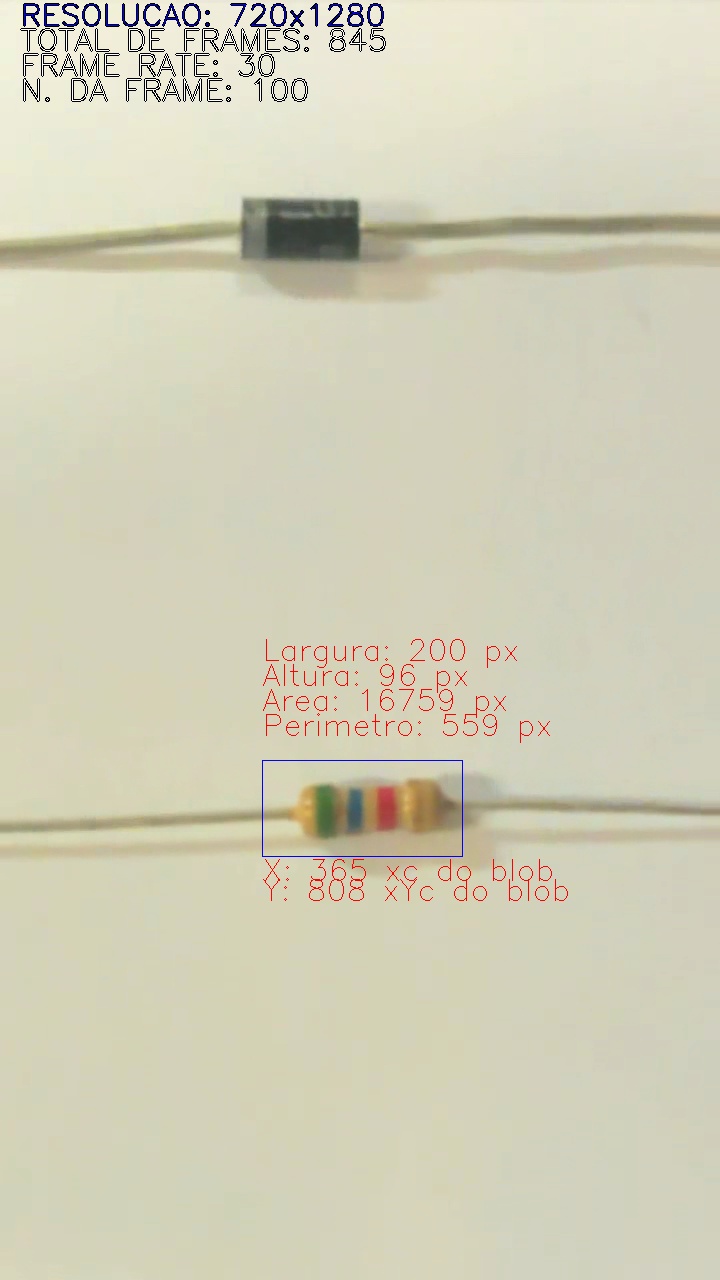 RESOLUCAO: 720x1280
TOTAL DE FRAMES: 845
FRAME RATE: 30
N. DA FRAME: 100
Largura: 200 px
Altura: 96 px
Area: 16759 px
Perimetro: 559 px
X: 365 xc do blob
Y: 808 xYc do blob